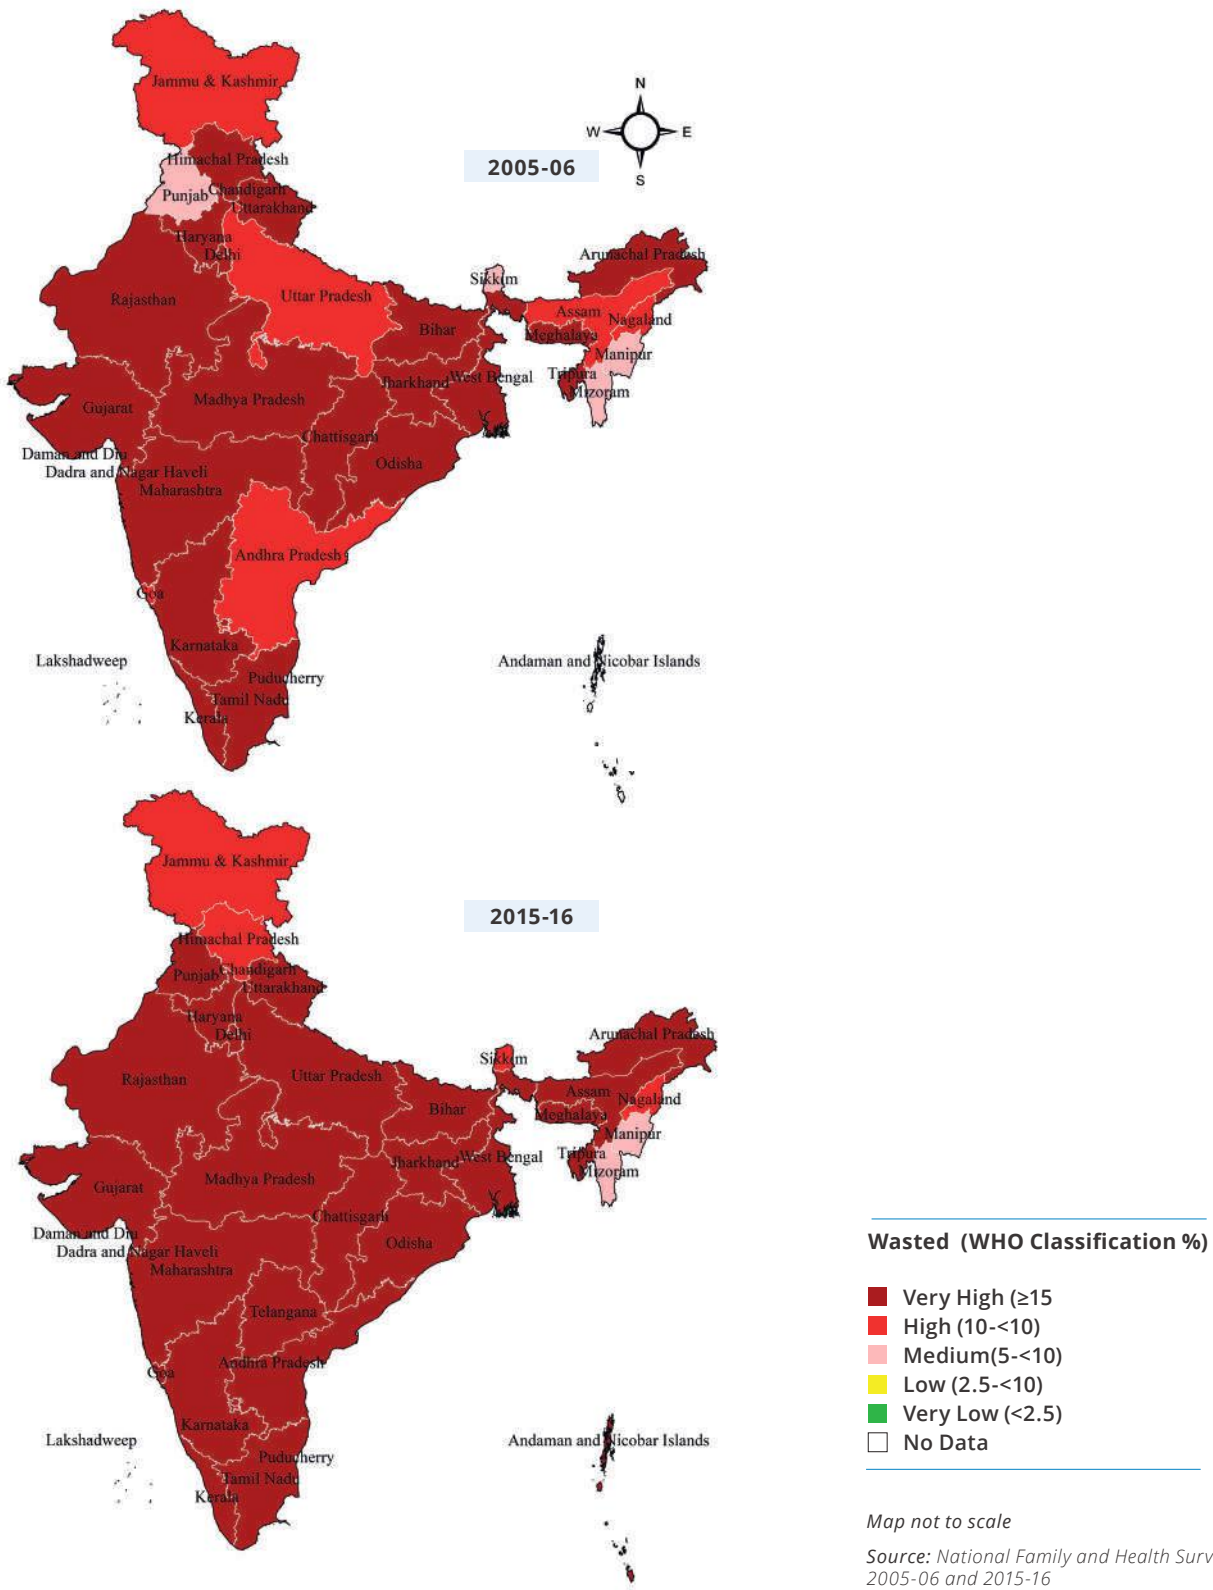 Jammu & Kashmir
N
W E
S
2005-06
Himachal Pradesh
Punjab
Chandigarh
Uttarakhand
Haryana
Delhi
Arunachal Pradesh
Sikkim
Rajasthan
Uttar Pradesh
Assam
Nagaland
Bihar
Meghalaya
Manipur
Tripura
Jharkhand
West Bengal
Mizoram
Gujarat
Madhya Pradesh
Chattisgarh
Daman and Diu
Odisha
Dadra and Nagar Haveli
Maharashtra
Andhra Pradesh
Goa
Karnataka
Lakshadweep
Andaman and Nicobar Islands
Puducherry
Tamil Nadu
Kerala
Jammu & Kashmir
2015-16
Himachal Pradesh
Punjab
Chandigarh
Uttarakhand
Haryana
Delhi
Arunachal Pradesh
Sikkim
Rajasthan
Uttar Pradesh
Assam
Nagaland
Bihar
Meghalaya
Manipur
Tripura
Jharkhand
West Bengal
Mizoram
Gujarat
Madhya Pradesh
Chattisgarh
Daman and Diu
Odisha
Dadra and Nagar Haveli
Maharashtra
Telangana
Andhra Pradesh
Goa
Karnataka
Lakshadweep
Andaman and Nicobar Islands
Puducherry
Tamil Nadu
Kerala
Wasted (WHO Classification %)
Very High (≥15
High (10-<10)
Medium(5-<10)
Low (2.5-<10)
Very Low (<2.5)
No Data
Map not to scale
Source: National Family and Health Surv
2005-06 and 2015-16